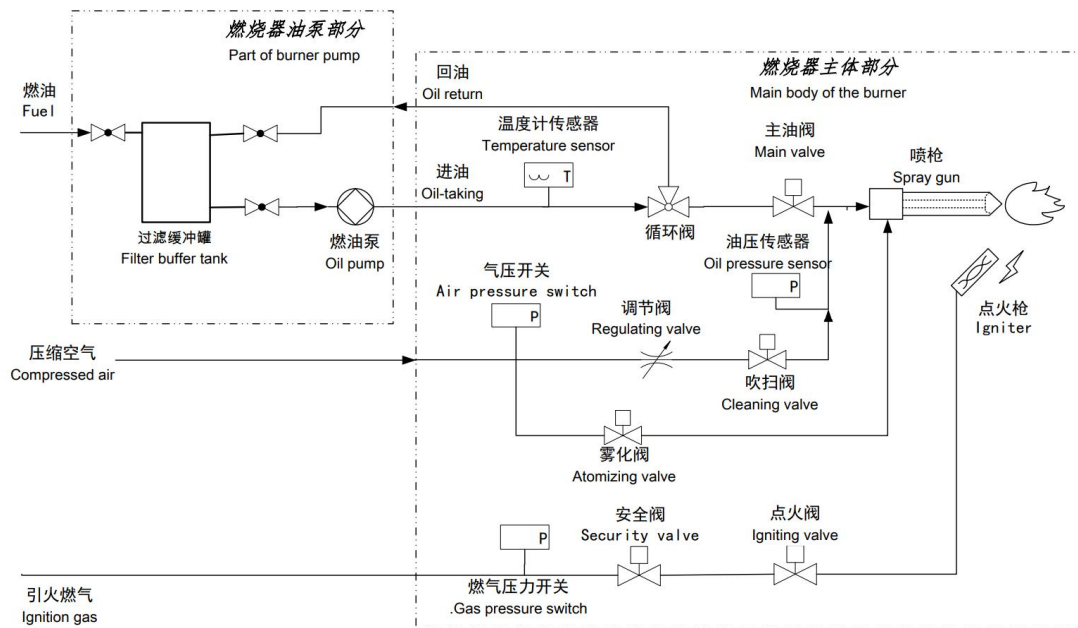 燃烧器油泵部分
Part of burner pump
燃烧器主体部分
Main body of the burner
燃油
Fuel
回油
Oil return
温度计传感器
Temperature sensor
T
主油阀
Main valve
喷枪
Spray gun
进油
Oil-taking
过滤缓冲罐
Filter buffer tank
燃油泵
Oil pump
循环阀
油压传感器
Oil pressure sensor
P
气压开关
Air pressure switch
P
调节阀
Regulating valve
点火枪
Igniter
压缩空气
Compressed air
吹扫阀
Cleaning valve
雾化阀
Atomizing valve
安全阀
Security valve
点火阀
Igniting valve
P
燃气压力开关
.Gas pressure switch
引火燃气
Ignition gas